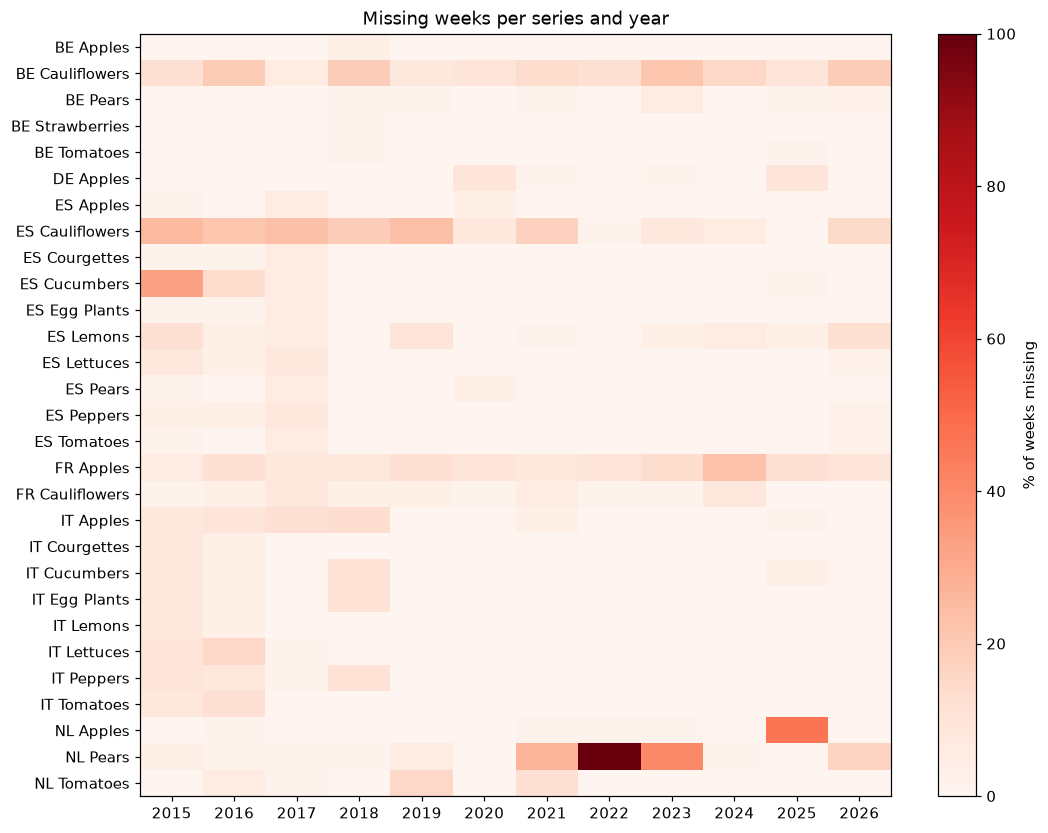 Missing weeks per series and year
BE Apples
BE Cauliflowers
BE Pears
BE Strawberries
BE Tomatoes
DE Apples
ES Apples
ES Cauliflowers
ES Courgettes
ES Cucumbers
ES Egg Plants
ES Lemons
ES Lettuces
ES Pears
ES Peppers
ES Tomatoes
FR Apples
FR Cauliflowers
IT Apples
IT Courgettes
IT Cucumbers
IT Egg Plants
IT Lemons
IT Lettuces
IT Peppers
IT Tomatoes
NL Apples
NL Pears
NL Tomatoes
2015 2016 2017 2018 2019 2020 2021 2022 2023 2024 2025 2026
100
80
60
40
20
0
% of weeks missing